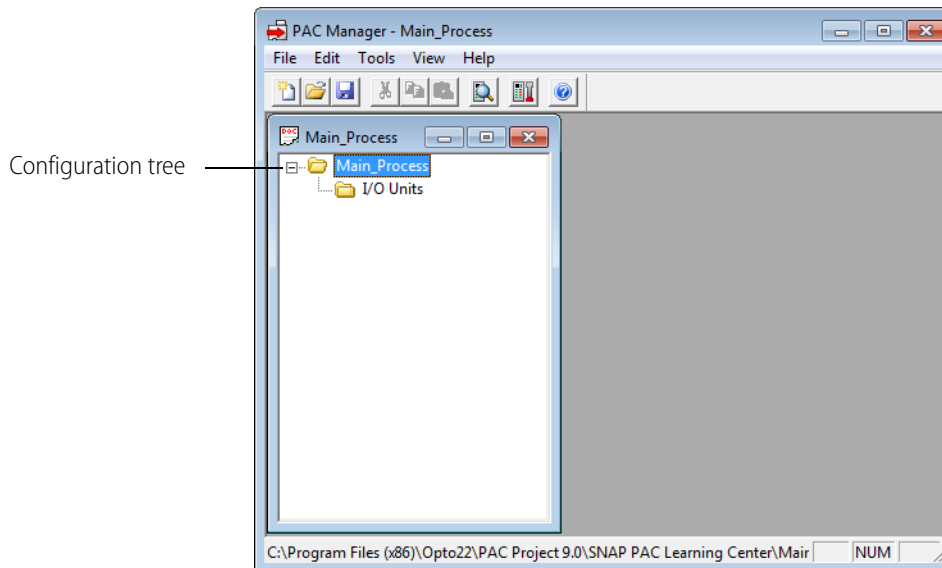 PAC Manager - Main_Process
File Edit Tools View Help
Main_Process
Configuration tree
Main_Process
I/O Units
C:\Program Files (x86)\Opto22\PAC Project 9.0\SNAP PAC Learning Center\Mair
NUM